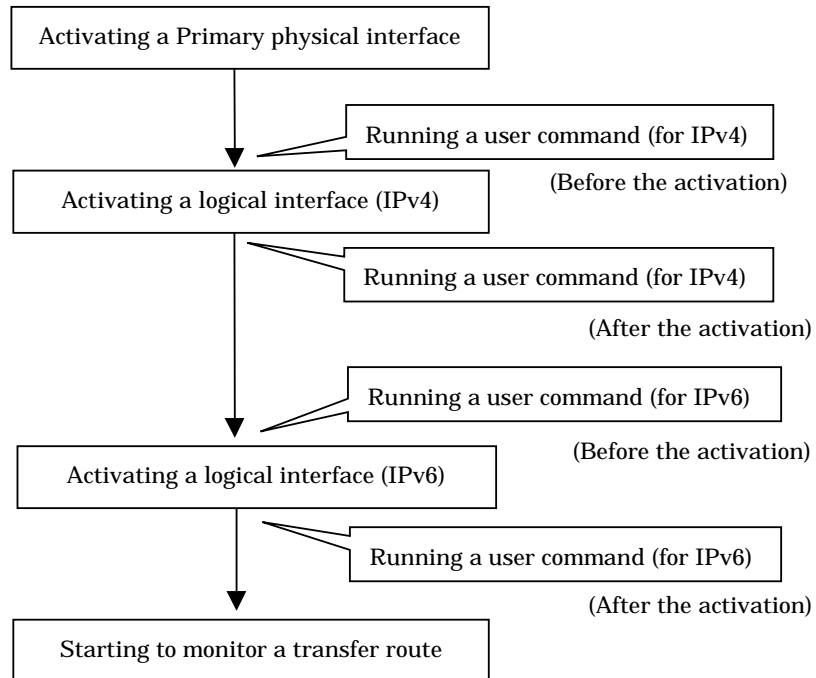 Activating a Primary physical interface
Running a user command (for IPv4)
(Before the activation)
Activating a logical interface (IPv4)
Running a user command (for IPv4)
(After the activation)
Running a user command (for IPv6)
(Before the activation)
Activating a logical interface (IPv6)
Running a user command (for IPv6)
(After the activation)
Starting to monitor a transfer route